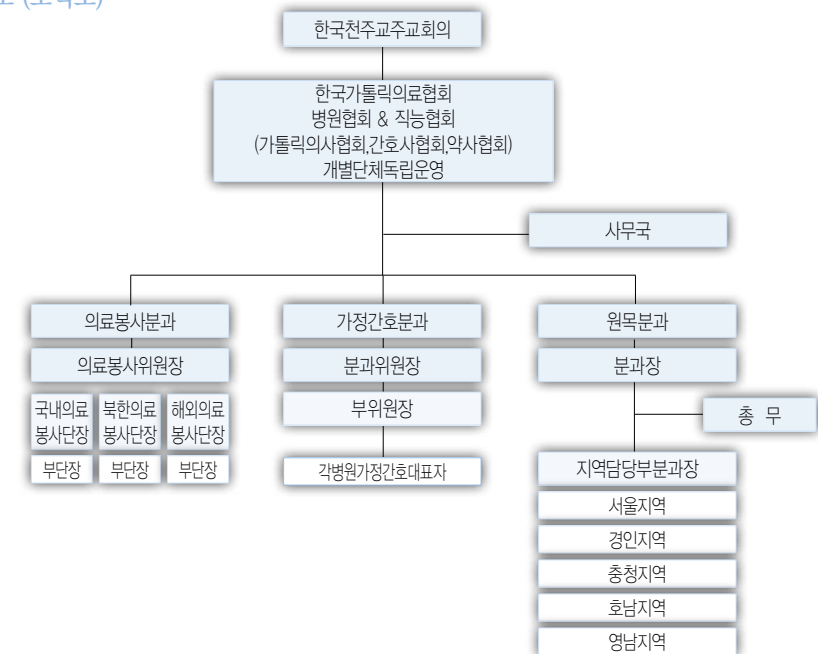 한국천주교주교회의
한국가톨릭의료협회
병원협회 & 직능협회
(가톨릭의사협회,간호사협회,약사협회)
개별단체독립운영
사무국
의료봉사분과
의료봉사위원장
국내의료
봉사단장
부단장
북한의료
봉사단장
부단장
해외의료
봉사단장
부단장
가정간호분과
분과위원장
부위원장
각병원가정간호대표자
원목분과
분과장
총 무
지역담당부분과장
서울지역
경인지역
충청지역
호남지역
영남지역